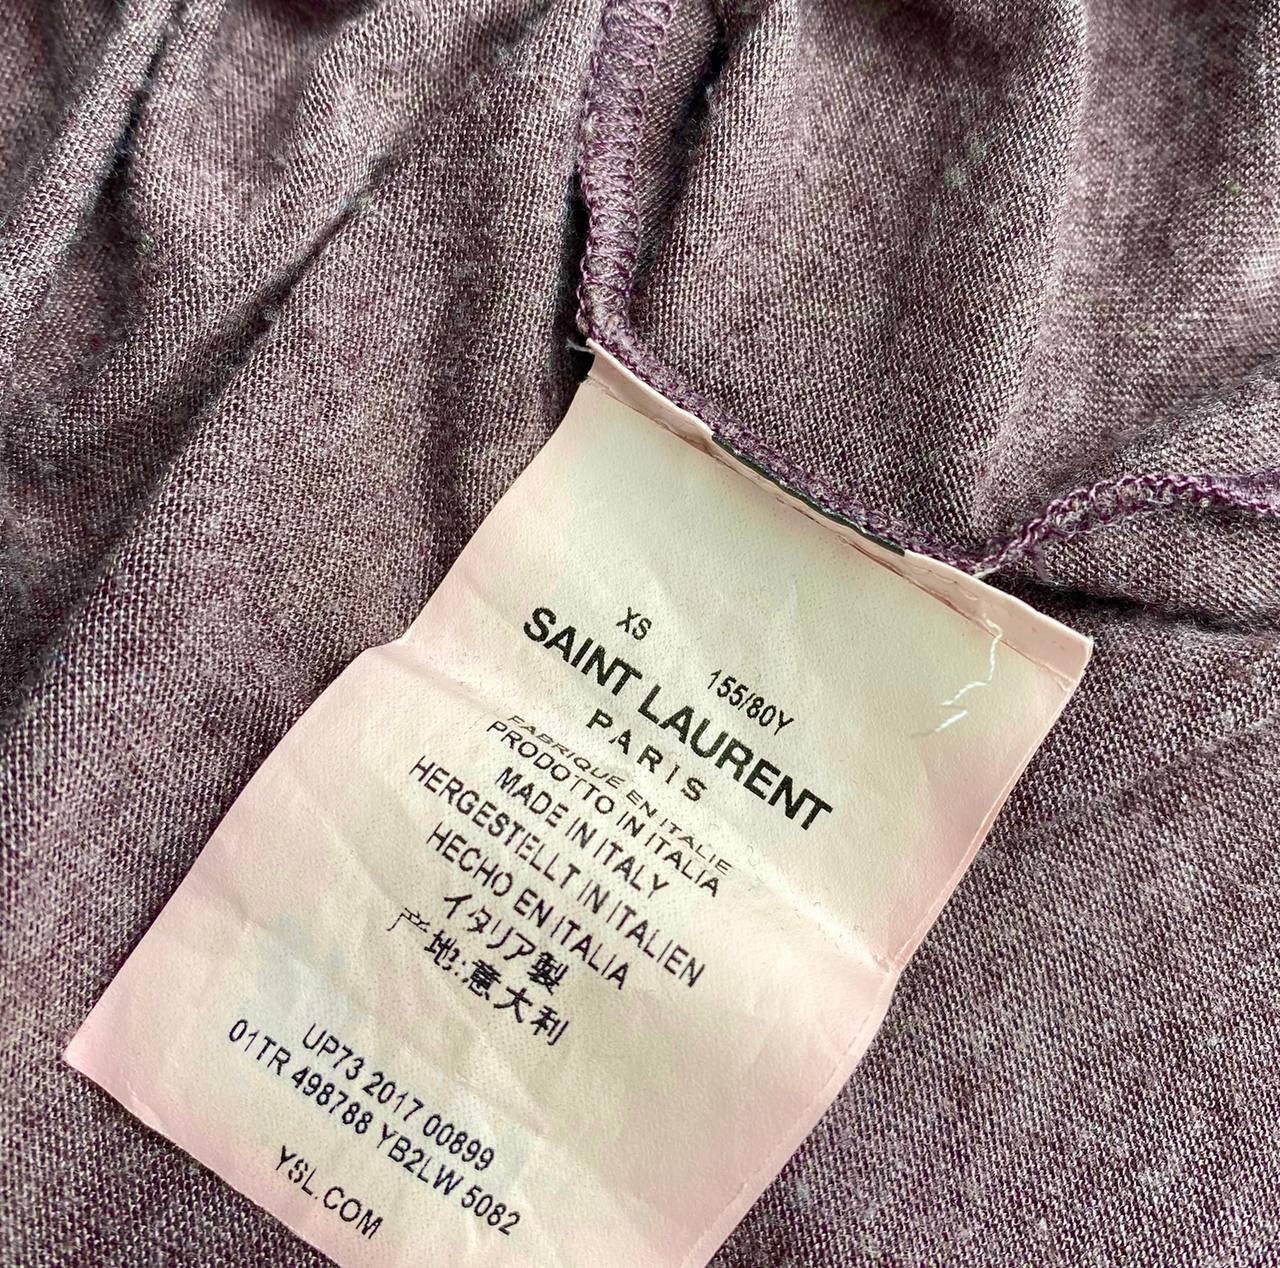 XS 155/80Y
SAINT LAURENT
PARIS
FABRIQUE EN ITALIE
PRODOTTO IN ITALIA
MADE IN ITALY
HERGESTELLT IN ITALIEN
HECHO EN ITALIA
イタリア製
产地:意大利
UP73 2017 00899
01TR 498788 YB2LW 5082
YSL.COM